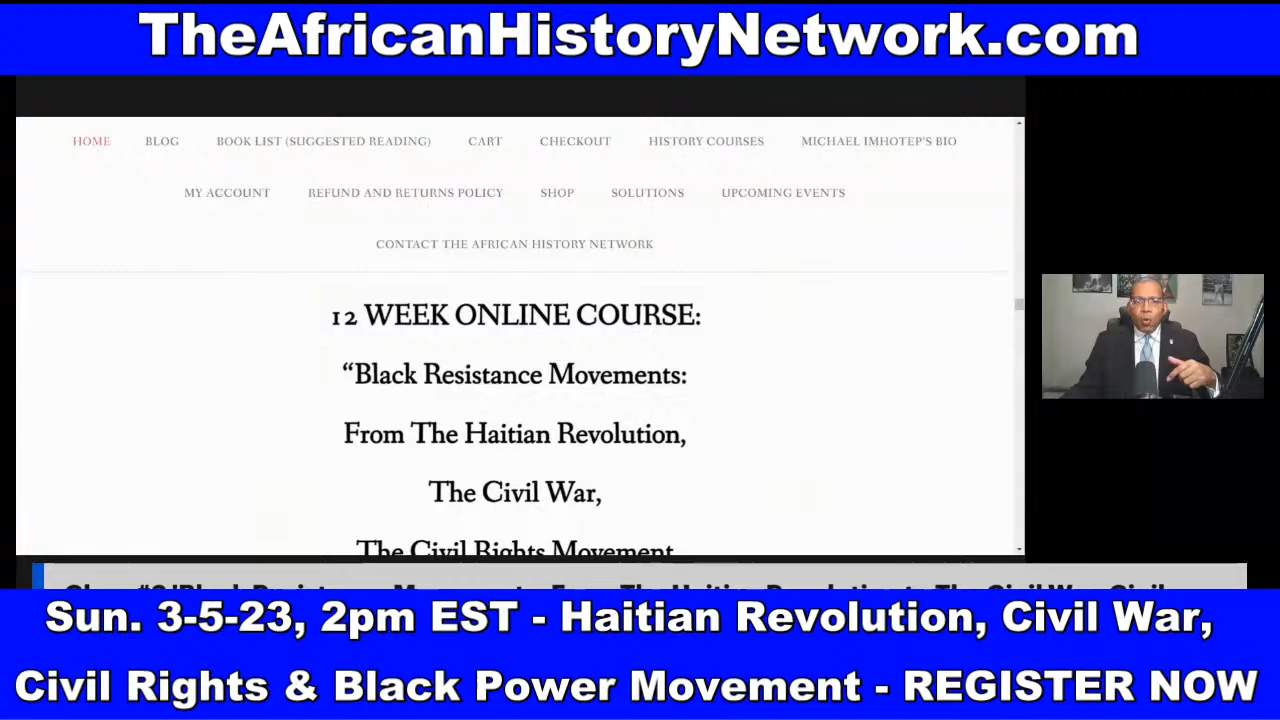 TheAfricanHistoryNetwork.com
HOME BLOG BOOK LIST (SUGGESTED READING) CART CHECKOUT HISTORY COURSES MICHAEL IMHOTEP'S BIO
MY ACCOUNT REFUND AND RETURNS POLICY SHOP SOLUTIONS UPCOMING EVENTS
CONTACT THE AFRICAN HISTORY NETWORK
12 WEEK ONLINE COURSE:
“Black Resistance Movements:
From The Haitian Revolution,
The Civil War,
The Civil Rights Movement
Sun. 3-5-23, 2pm EST - Haitian Revolution, Civil War,
Civil Rights & Black Power Movement - REGISTER NOW